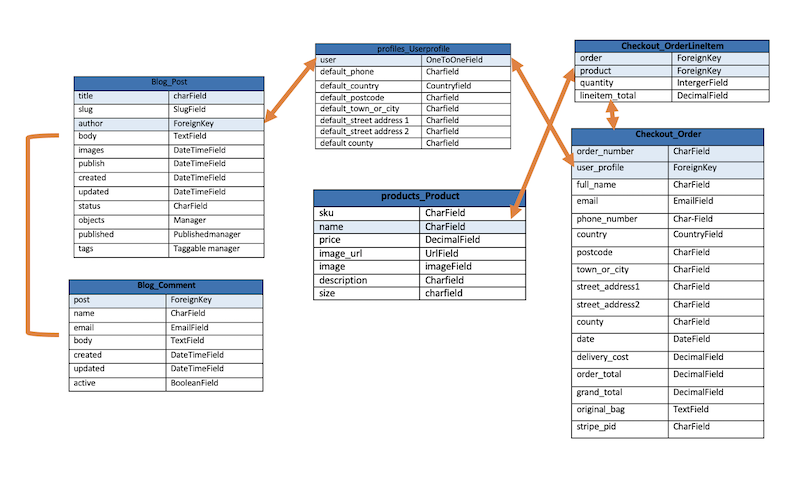 Blog_Post
title charField
slug SlugField
author ForeignKey
body TextField
images DateTimeField
publish DateTimeField
created DateTimeField
updated DateTimeField
status CharField
objects Manager
published Publishedmanager
tags Taggable manager
Blog_Comment
post ForeignKey
name CharField
email EmailField
body TextField
created DateTimeField
updated DateTimeField
active BooleanField
profiles_Userprofile
user OneToOneField
default_phone Charfield
default_country Countryfield
default_postcode Charfield
default_town_or_city Charfield
default_street address 1 Charfield
default_street address 2 Charfield
default county Charfield
products_Product
sku CharField
name CharField
price DecimalField
image_url UrlField
image imageField
description Charfield
size charfield
Checkout_OrderLineItem
order ForeignKey
product ForeignKey
quantity IntergerField
lineitem_total DecimalField
Checkout_Order
order_number CharField
user_profile ForeignKey
full_name CharField
email EmailField
phone_number Char-Field
country CountryField
postcode CharField
town_or_city CharField
street_address1 CharField
street_address2 CharField
county CharField
date DateField
delivery_cost DecimalField
order_total DecimalField
grand_total DecimalField
original_bag TextField
stripe_pid CharField